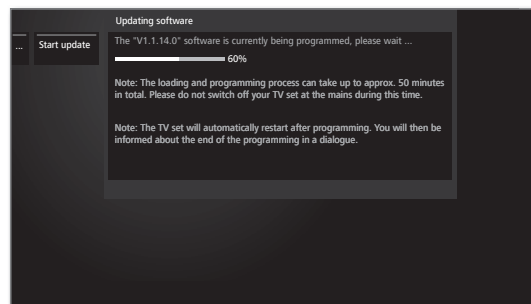 Updating software
... Start update
The "V1.1.14.0" software is currently being programmed, please wait ...
60%
Note: The loading and programming process can take up to approx. 50 minutes
in total. Please do not switch off your TV set at the mains during this time.
Note: The TV set will automatically restart after programming. You will then be
informed about the end of the programming in a dialogue.